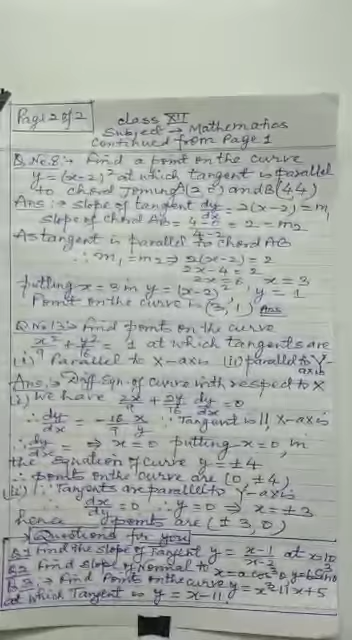 Page 2 of 2
class XII
Subject → Mathematics
Continued from Page 1
Q.No.8:→ Find a point on the curve
y = (x-2)² at which tangent is parallel
to chord Joining A(2,0) and B(4,4)
Ans:→ slope of tangent dy/dx = 2(x-2) = m₁
slope of chord AB = 4-0/4-2 = 2 = m₂
As tangent is parallel to chord AB
∴ m₁ = m₂ ⇒ 2(x-2) = 2
2x-4 = 2
2x = 6, x = 3
putting x = 3 in y = (x-2)², y = 1
Point on the curve is (3,1) Ans
Q.No.13:→ Find points on the curve
x²/9 + y²/16 = 1 at which tangents are
(i) Parallel to X-axis (ii) parallel to Y-axis
Ans:→ Diff. eqn. of curve with respect to X
(i) We have 2x/9 + 2y/16 dy/dx = 0
∴ dy/dx = -16/9 x/y ∵ Tangent is || X-axis
∴ dy/dx = ⇒ x = 0 putting x = 0, in
the equation of curve y = ±4
∴ points on the curve are (0, ±4)
(ii) ∵ Tangents are parallel to Y-axis
∴ dx/dy = 0 ∴ y = 0 ⇒ x = ±3
hence points are (±3, 0)
Questions for you
Q.1 Find the slope of Tangent y = x-1/x-2 at x = 10
Q.2 Find slope of Normal to x = a cos³θ, y =
Q.3:→ Find Point on the curve y = x³-11x+5
at which Tangent is y = x-11